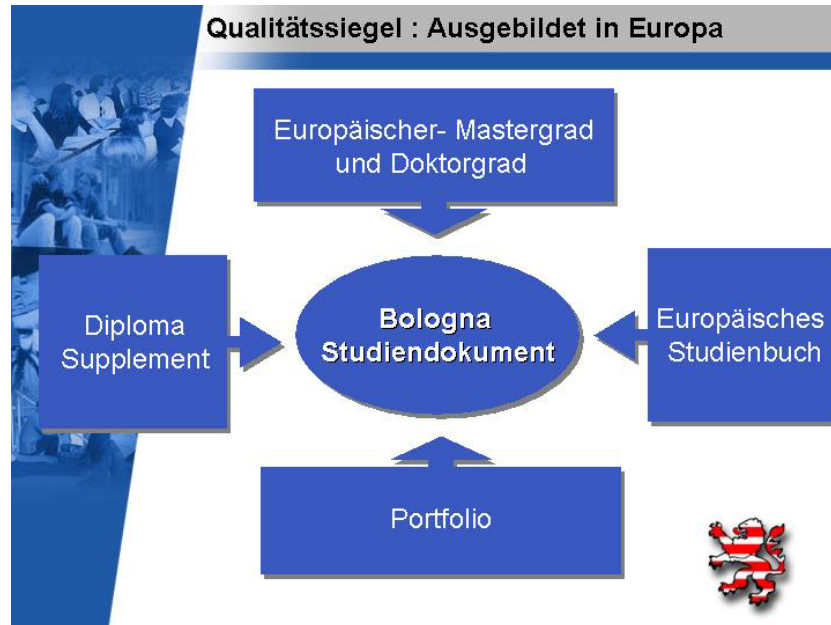 Qualitätssiegel : Ausgebildet in Europa
Europäischer- Mastergrad
und Doktorgrad
Diploma
Supplement
Bologna
Studiendokument
Europäisches
Studienbuch
Portfolio